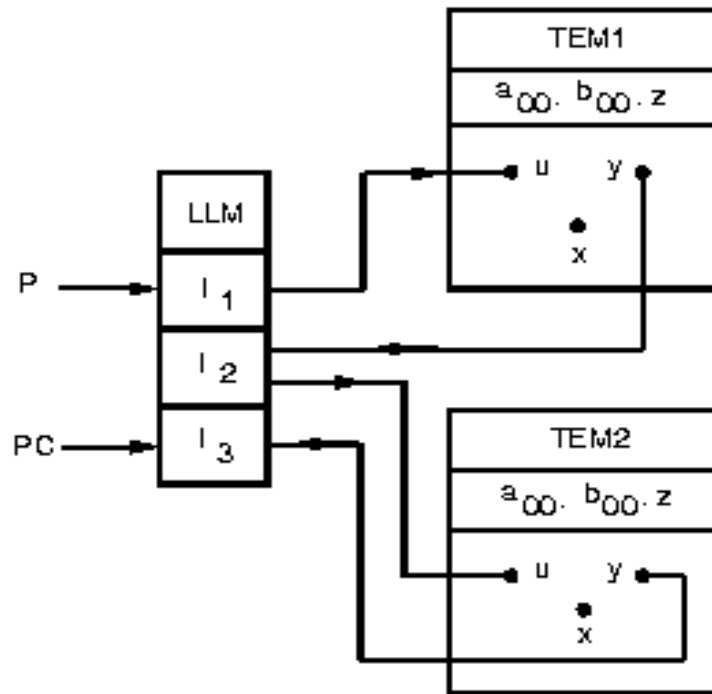 TEM1
a00. b00. z
u y
x
LLM
P
I1
I2
PC
I3
TEM2
a00. b00. z
u y
x